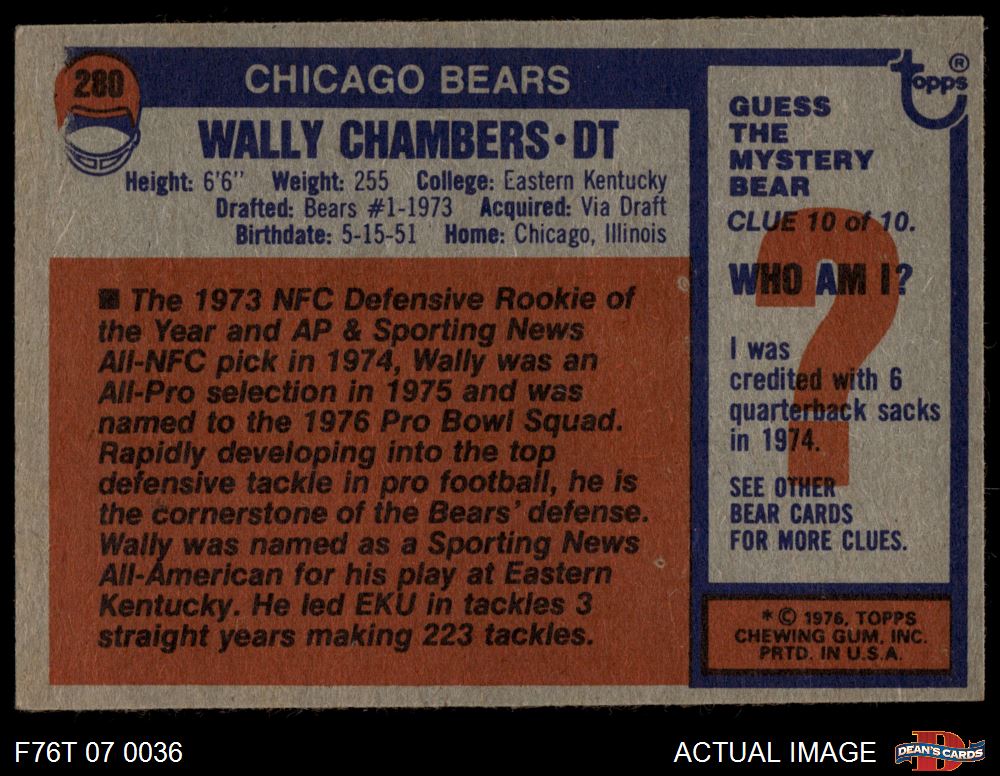 280
CHICAGO BEARS
WALLY CHAMBERS•DT
Height: 6'6" Weight: 255 College: Eastern Kentucky
Drafted: Bears #1-1973 Acquired: Via Draft
Birthdate: 5-15-51 Home: Chicago, Illinois
■ The 1973 NFC Defensive Rookie of
the Year and AP & Sporting News
All-NFC pick in 1974, Wally was an
All-Pro selection in 1975 and was
named to the 1976 Pro Bowl Squad.
Rapidly developing into the top
defensive tackle in pro football, he is
the cornerstone of the Bears' defense.
Wally was named as a Sporting News
All-American for his play at Eastern
Kentucky. He led EKU in tackles 3
straight years making 223 tackles.
topps®
GUESS
THE
MYSTERY
BEAR
CLUE 10 of 10.
WHO AM I?
?
I was
credited with 6
quarterback sacks
in 1974.
SEE OTHER
BEAR CARDS
FOR MORE CLUES.
* © 1976, TOPPS
CHEWING GUM, INC.
PRTD. IN U.S.A.
F76T 07 0036
ACTUAL IMAGE
DEAN'S CARDS